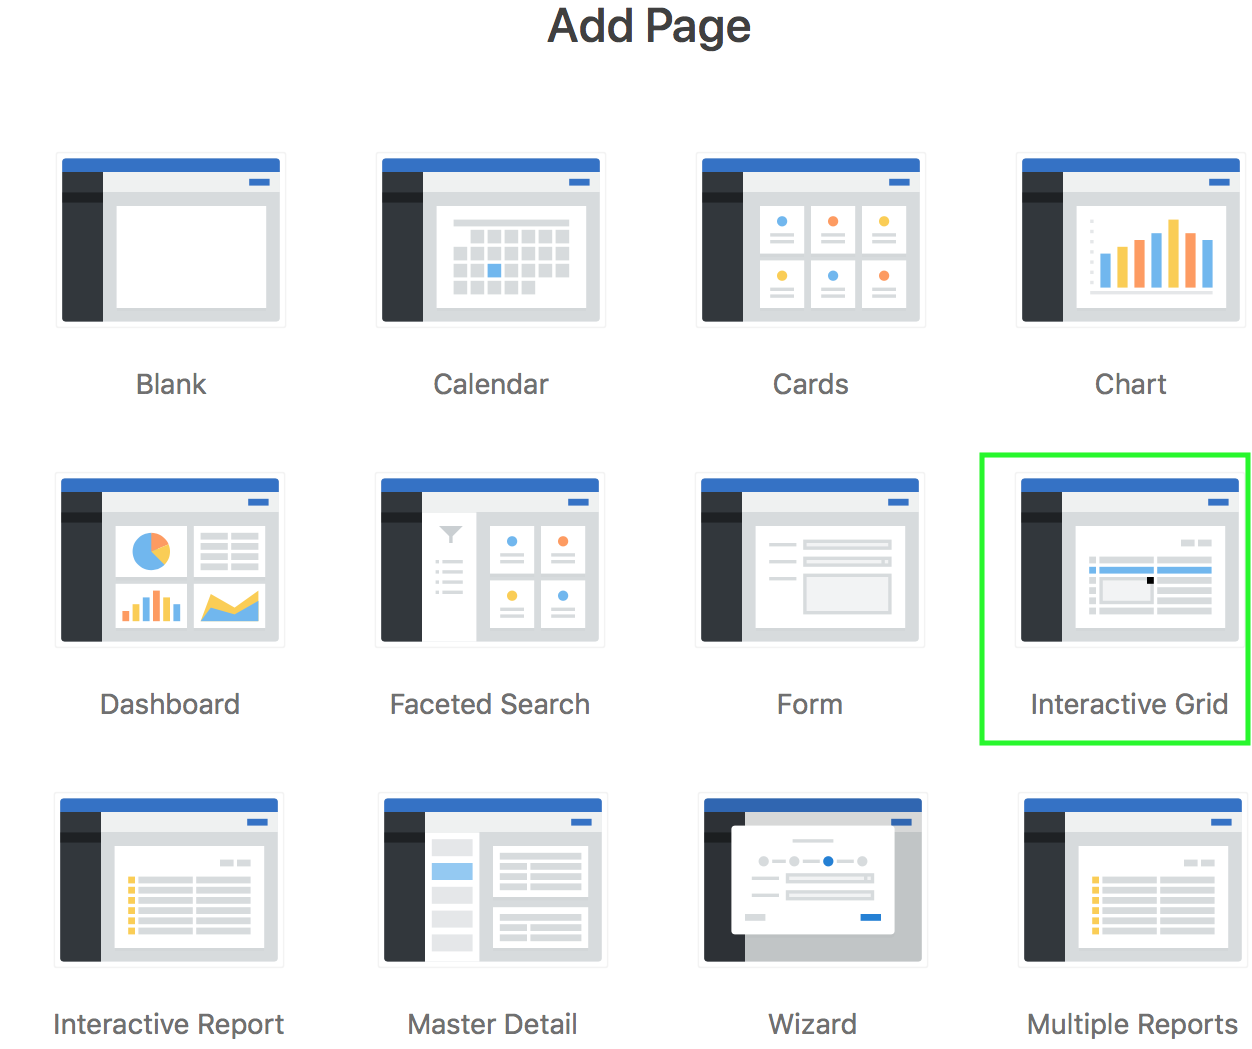 Add Page
Blank
Calendar
Cards
Chart
Dashboard
Faceted Search
Form
Interactive Grid
Interactive Report
Master Detail
Wizard
Multiple Reports